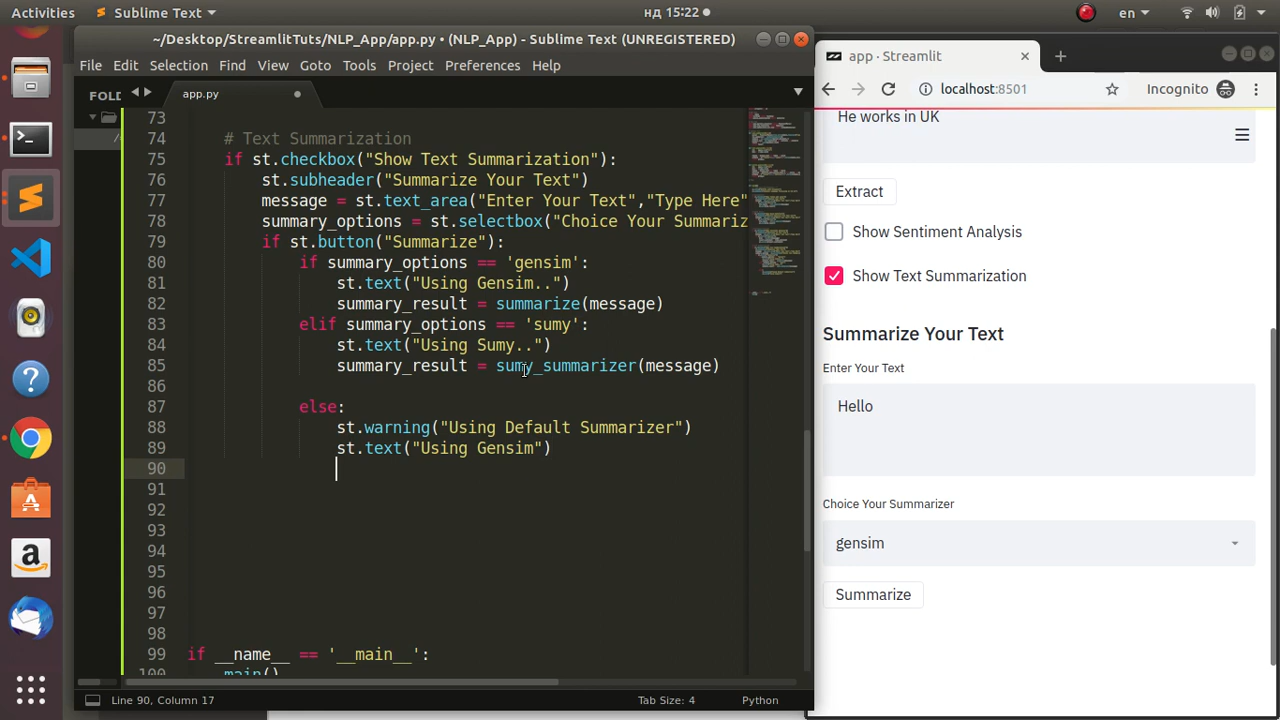 Activities
Sublime Text
нд 15:22
en
~/Desktop/StreamlitTuts/NLP_App/app.py • (NLP_App) - Sublime Text (UNREGISTERED)
File Edit Selection Find View Goto Tools Project Preferences Help
FOLD
app.py
73
74 # Text Summarization
75 if st.checkbox("Show Text Summarization"):
76 st.subheader("Summarize Your Text")
77 message = st.text_area("Enter Your Text","Type Here"
78 summary_options = st.selectbox("Choice Your Summariz
79 if st.button("Summarize"):
80 if summary_options == 'gensim':
81 st.text("Using Gensim..")
82 summary_result = summarize(message)
83 elif summary_options == 'sumy':
84 st.text("Using Sumy..")
85 summary_result = sumy_summarizer(message)
86
87 else:
88 st.warning("Using Default Summarizer")
89 st.text("Using Gensim")
90
91
92
93
94
95
96
97
98
99 if __name__ == '__main__':
100 main()
Line 90, Column 17
Tab Size: 4
Python
app · Streamlit
localhost:8501
Incognito
He works in UK
Extract
Show Sentiment Analysis
Show Text Summarization
Summarize Your Text
Enter Your Text
Hello
Choice Your Summarizer
gensim
Summarize